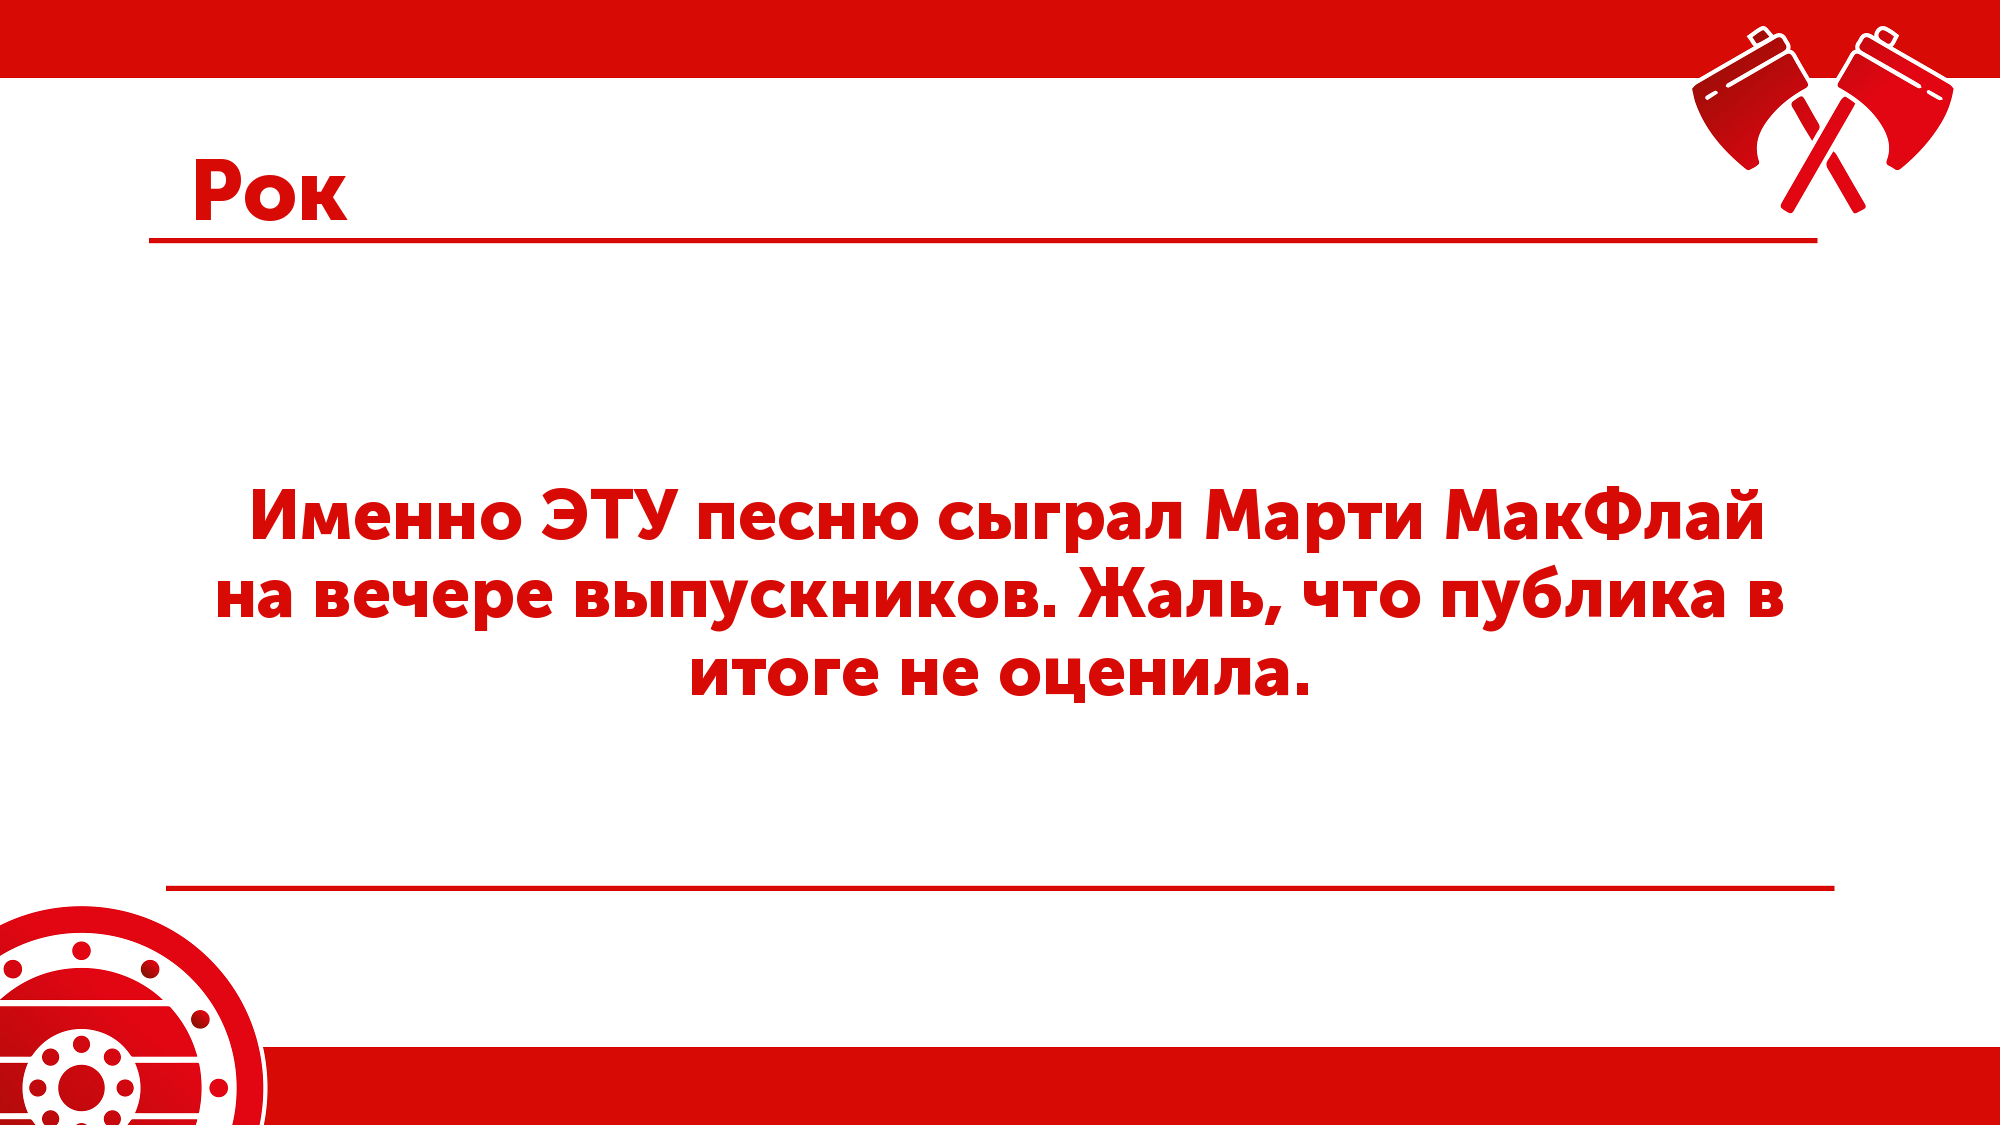 Рок
Именно ЭТУ песню сыграл Марти МакФлай
на вечере выпускников. Жаль, что публика в
итоге не оценила.